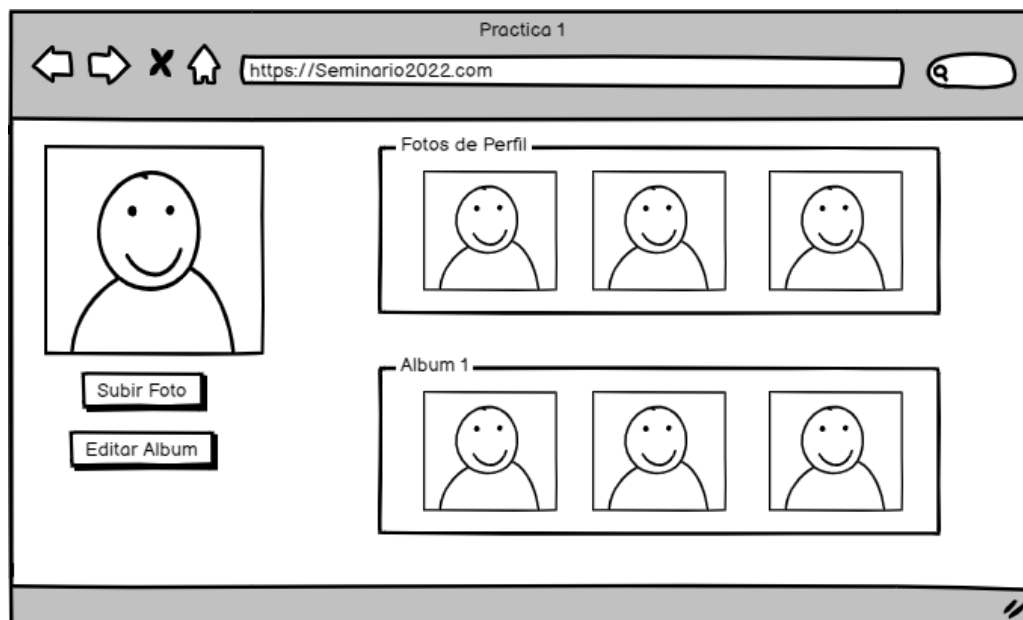 Practica 1
https://Seminario2022.com
Fotos de Perfil
Subir Foto
Editar Album
Album 1